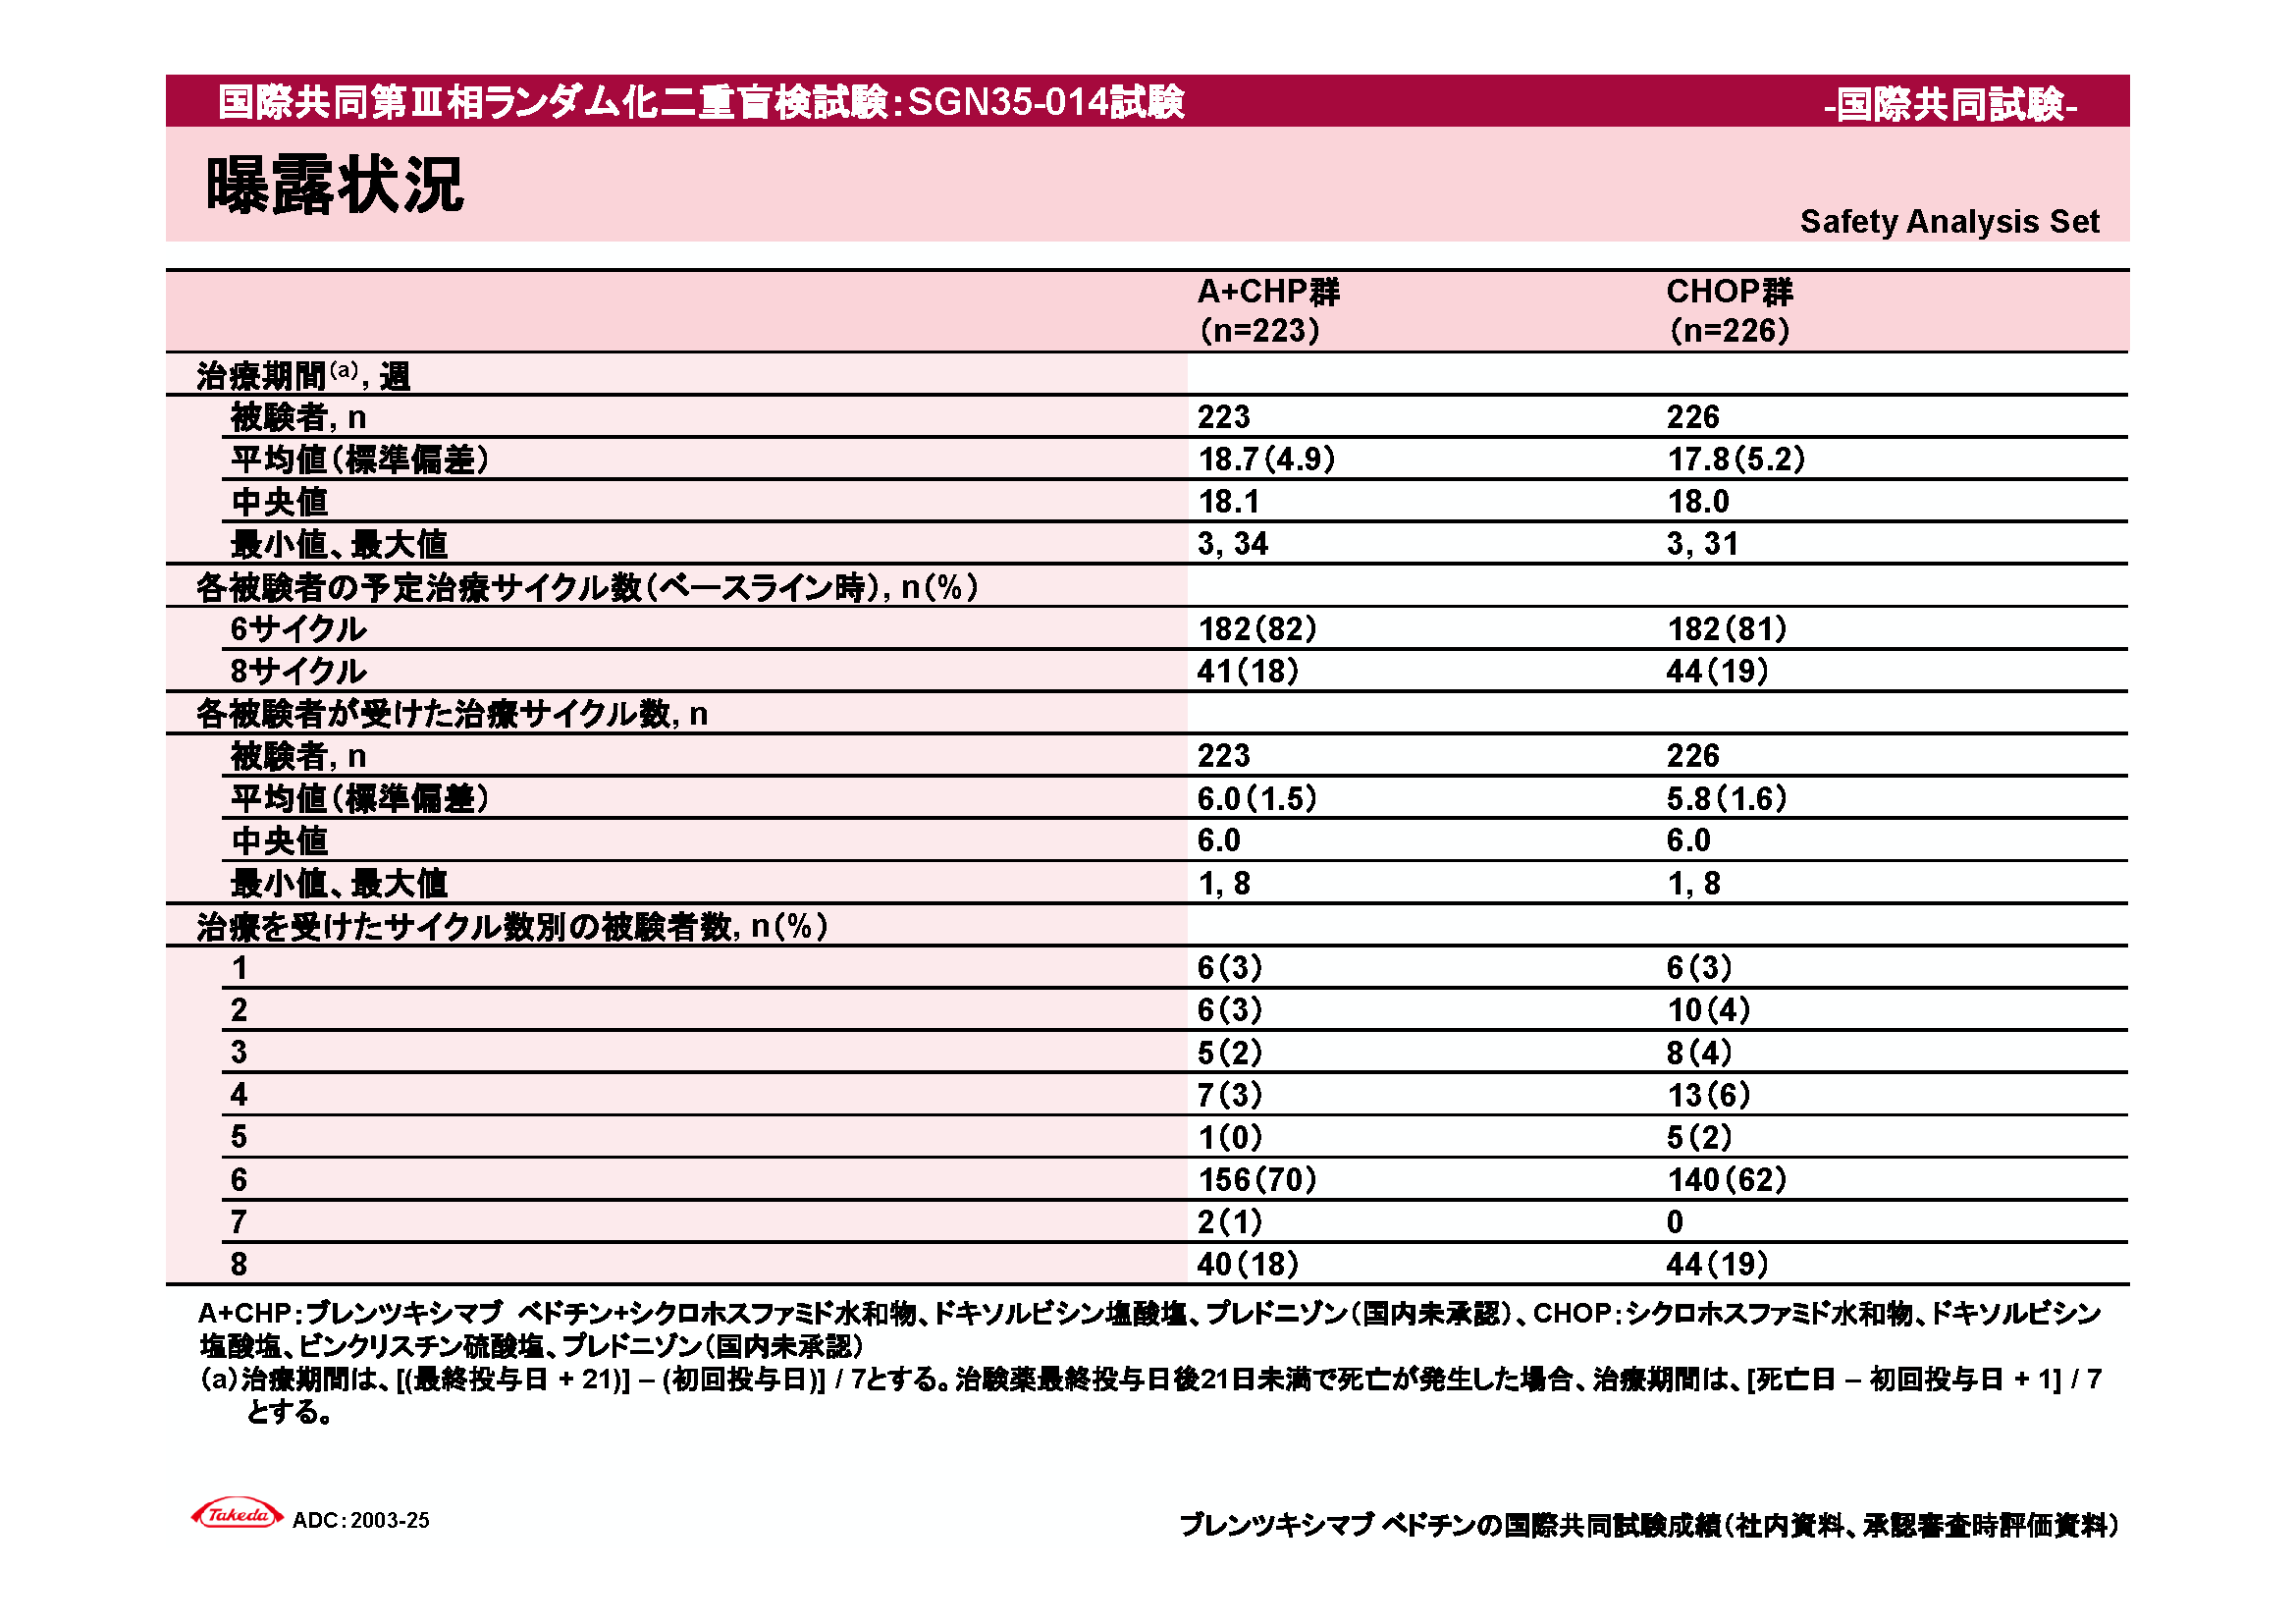 国際共同第Ⅲ相ランダム化二重盲検試験：SGN35-014試験
-国際共同試験-
曝露状況
Safety Analysis Set
A+CHP群 CHOP群
（n=223） （n=226）
治療期間（a）, 週
被験者, n 223 226
平均値（標準偏差） 18.7（4.9） 17.8（5.2）
中央値 18.1 18.0
最小値、最大値 3, 34 3, 31
各被験者の予定治療サイクル数（ベースライン時）, n（%）
6サイクル 182（82） 182（81）
8サイクル 41（18） 44（19）
各被験者が受けた治療サイクル数, n
被験者, n 223 226
平均値（標準偏差） 6.0（1.5） 5.8（1.6）
中央値 6.0 6.0
最小値、最大値 1, 8 1, 8
治療を受けたサイクル数別の被験者数, n（%）
1 6（3） 6（3）
2 6（3） 10（4）
3 5（2） 8（4）
4 7（3） 13（6）
5 1（0） 5（2）
6 156（70） 140（62）
7 2（1） 0
8 40（18） 44（19）
A+CHP：ブレンツキシマブ ベドチン+シクロホスファミド水和物、ドキソルビシン塩酸塩、プレドニゾン（国内未承認）、CHOP：シクロホスファミド水和物、ドキソルビシン
塩酸塩、ビンクリスチン硫酸塩、プレドニゾン（国内未承認）
（a）治療期間は、[(最終投与日 + 21)] – (初回投与日)] / 7とする。治験薬最終投与日後21日未満で死亡が発生した場合、治療期間は、[死亡日 – 初回投与日 + 1] / 7
とする。
Takeda ADC：2003-25
ブレンツキシマブ ベドチンの国際共同試験成績（社内資料、承認審査時評価資料）